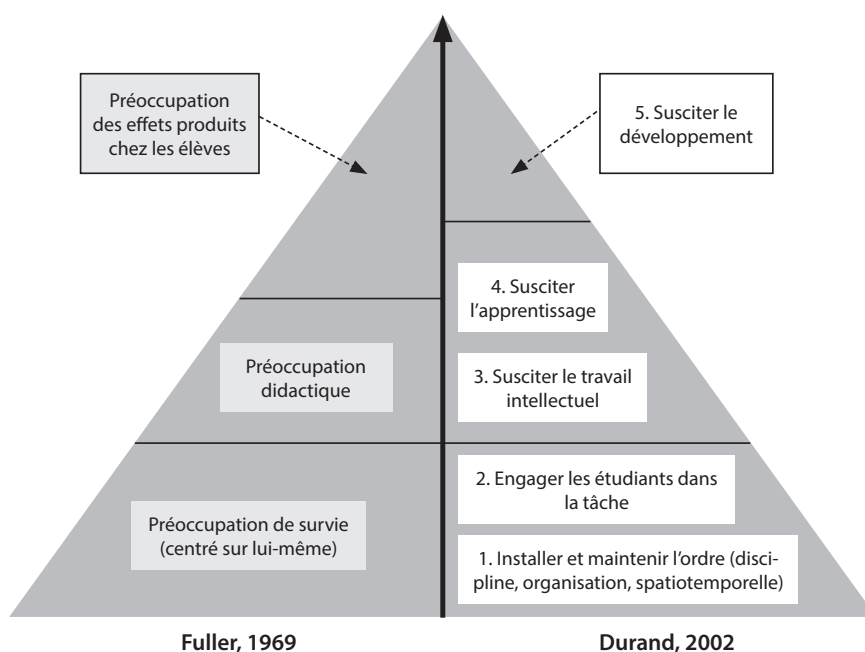 Préoccupation
des effets produits
chez les élèves
5. Susciter le
développement
4. Susciter
l'apprentissage
Préoccupation
didactique
3. Susciter le travail
intellectuel
2. Engager les étudiants dans
la tâche
Préoccupation de survie
(centré sur lui-même)
1. Installer et maintenir l'ordre (disci-
pline, organisation, spatiotemporelle)
Fuller, 1969
Durand, 2002